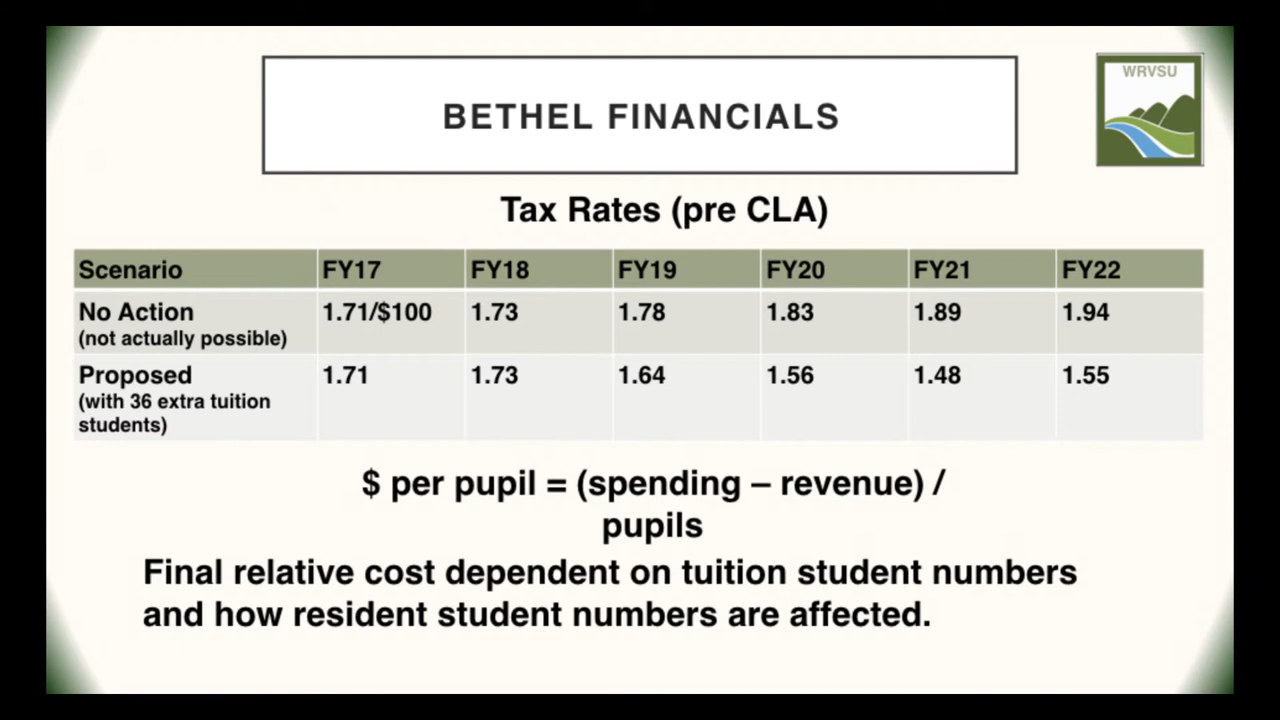 WRVSU
BETHEL FINANCIALS
Tax Rates (pre CLA)
Scenario FY17 FY18 FY19 FY20 FY21 FY22
No Action 1.71/$100 1.73 1.78 1.83 1.89 1.94
(not actually possible)
Proposed 1.71 1.73 1.64 1.56 1.48 1.55
(with 36 extra tuition
students)
$ per pupil = (spending – revenue) /
pupils
Final relative cost dependent on tuition student numbers
and how resident student numbers are affected.